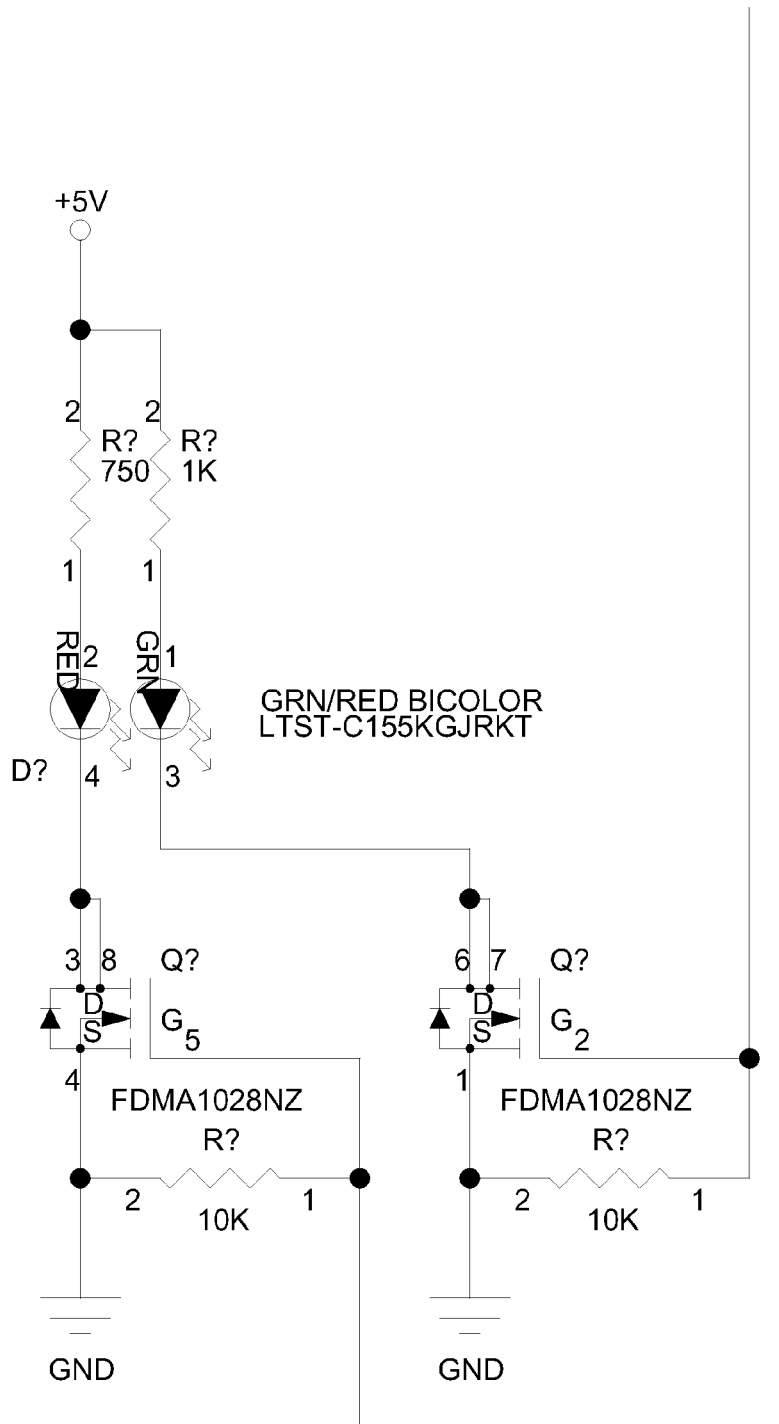 +5V
2 2
R? R?
750 1K
1 1
RED GRN
2 1
GRN/RED BICOLOR
LTST-C155KGJRKT
D? 4 3
3 8 Q? 6 7 Q?
D D
G G
S S
5 2
4 1
FDMA1028NZ FDMA1028NZ
R? R?
2 1 2 1
10K 10K
GND GND